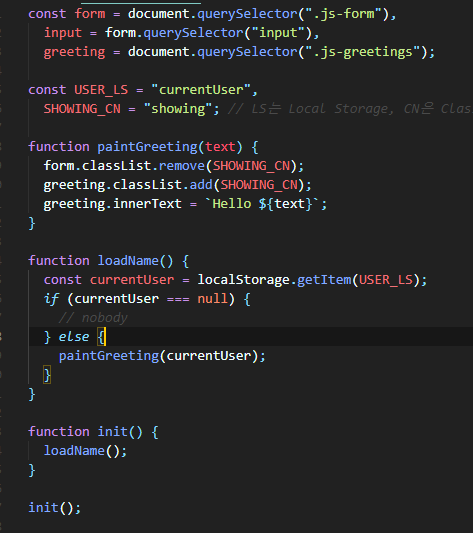 const form = document.querySelector(".js-form"),
  input = form.querySelector("input"),
  greeting = document.querySelector(".js-greetings");

const USER_LS = "currentUser",
  SHOWING_CN = "showing"; // LS는 Local Storage, CN은 Clas

function paintGreeting(text) {
  form.classList.remove(SHOWING_CN);
  greeting.classList.add(SHOWING_CN);
  greeting.innerText = `Hello ${text}`;
}

function loadName() {
  const currentUser = localStorage.getItem(USER_LS);
  if (currentUser === null) {
    // nobody
  } else {
    paintGreeting(currentUser);
  }
}

function init() {
  loadName();
}

init();